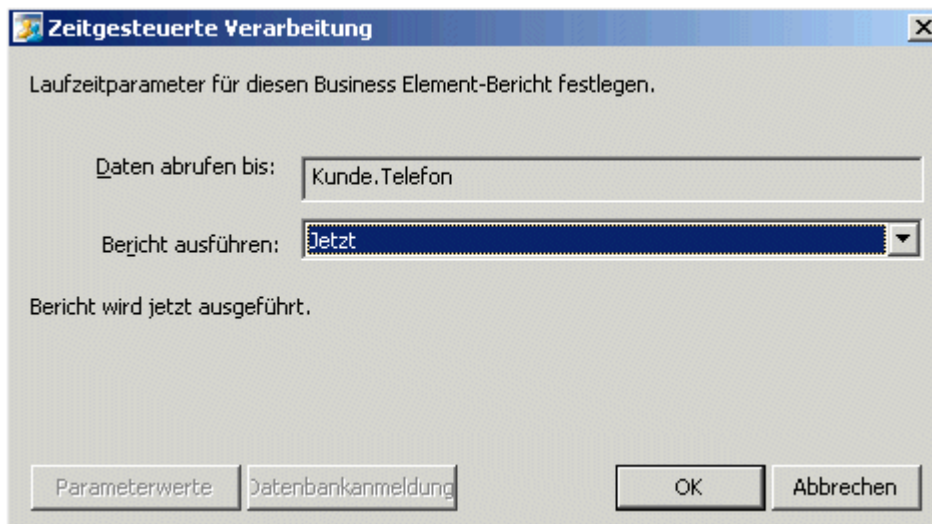 Zeitgesteuerte Verarbeitung
Laufzeitparameter für diesen Business Element-Bericht festlegen.
Daten abrufen bis: Kunde.Telefon
Bericht ausführen: Jetzt
Bericht wird jetzt ausgeführt.
Parameterwerte Datenbankanmeldung OK Abbrechen